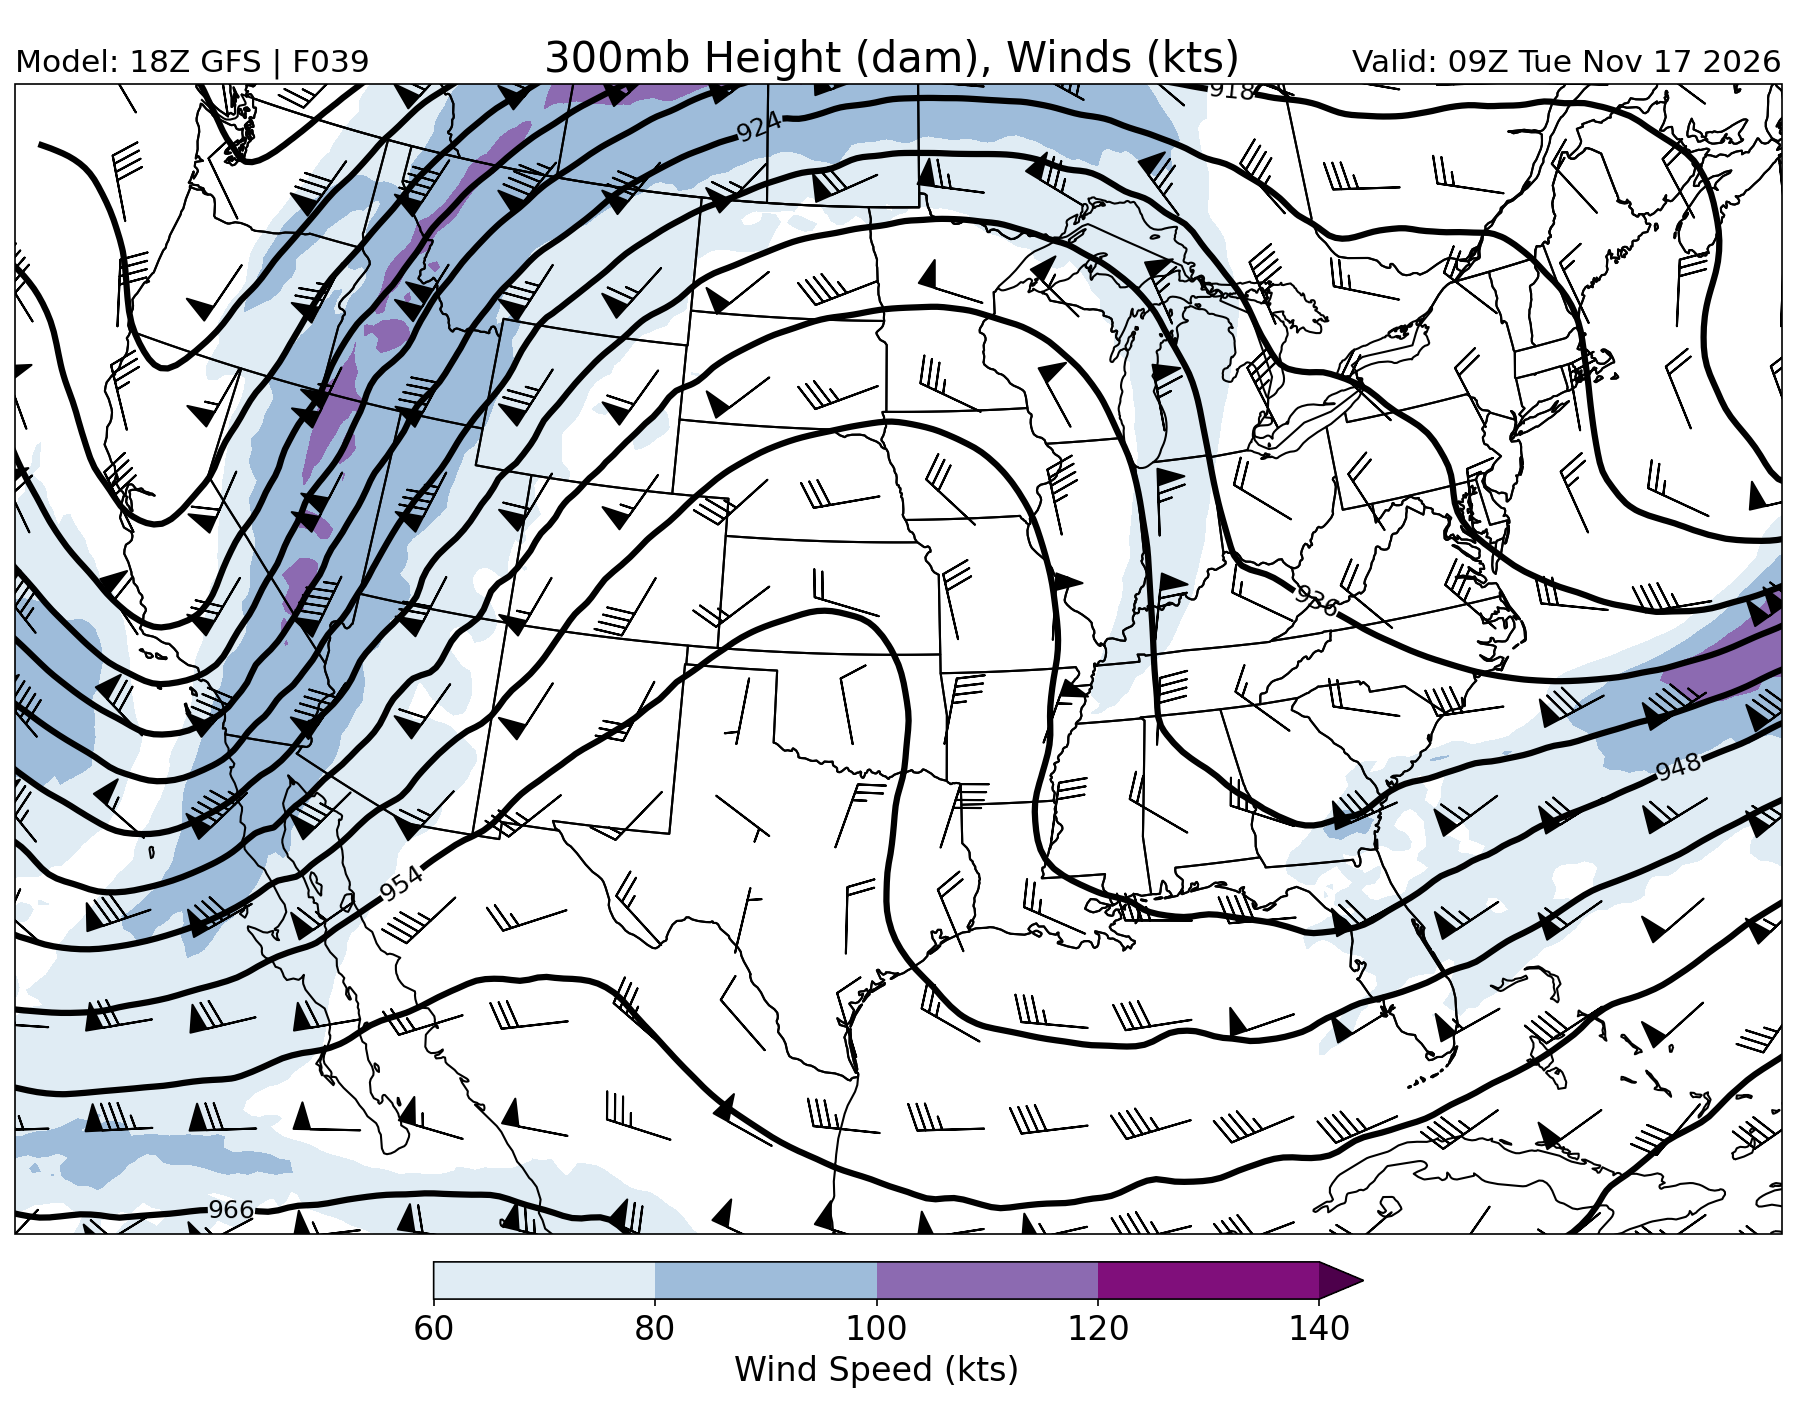 Model: 18Z GFS | F039
300mb Height (dam), Winds (kts)
Valid: 09Z Tue Nov 17 2026
918
924
936
948
954
966
60 80 100 120 140
Wind Speed (kts)